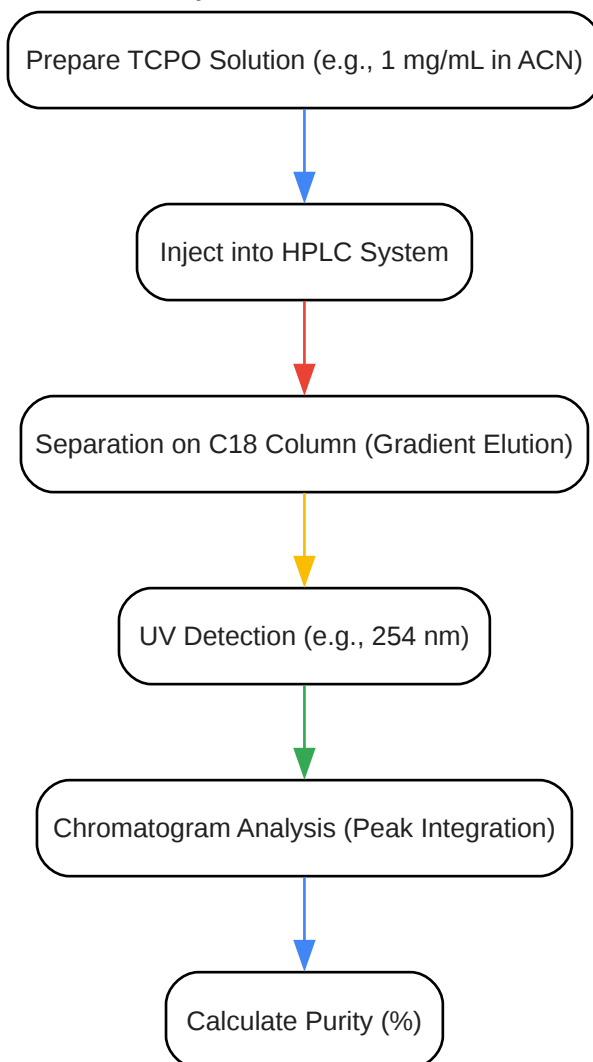 Prepare TCPO Solution (e.g., 1 mg/mL in ACN)
Inject into HPLC System
Separation on C18 Column (Gradient Elution)
UV Detection (e.g., 254 nm)
Chromatogram Analysis (Peak Integration)
Calculate Purity (%)